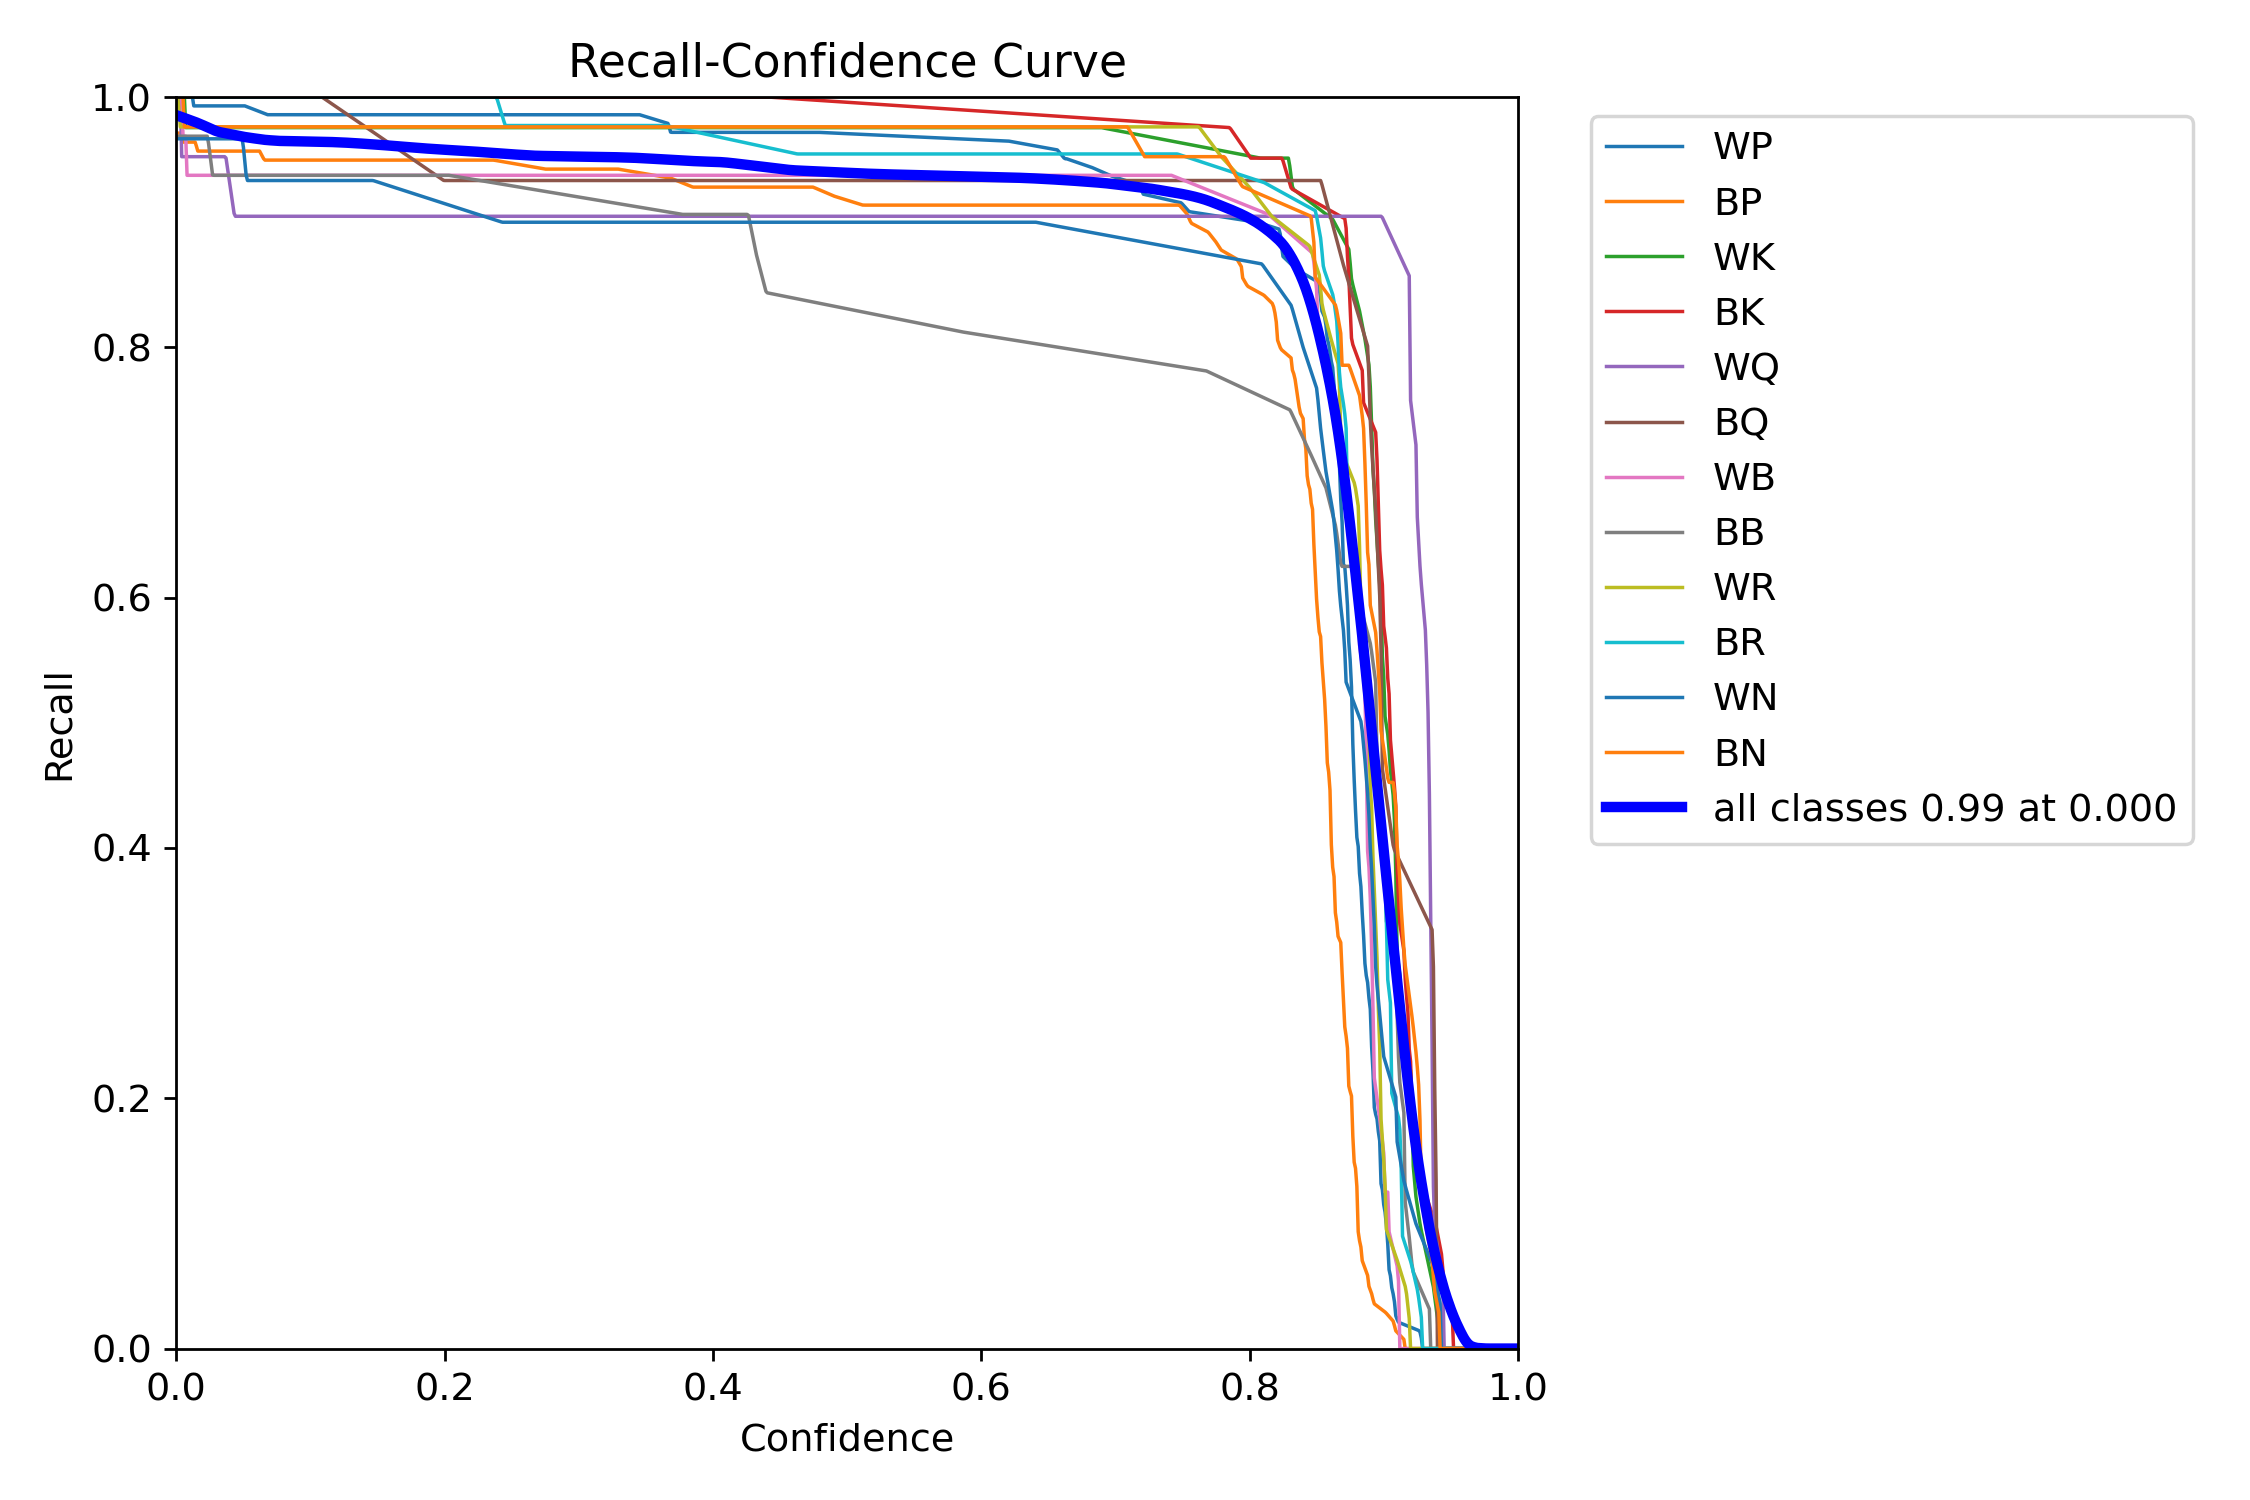 Recall-Confidence Curve
1.0
0.8
0.6
0.4
0.2
0.0
Recall
0.0 0.2 0.4 0.6 0.8 1.0
Confidence
WP
BP
WK
BK
WQ
BQ
WB
BB
WR
BR
WN
BN
all classes 0.99 at 0.000